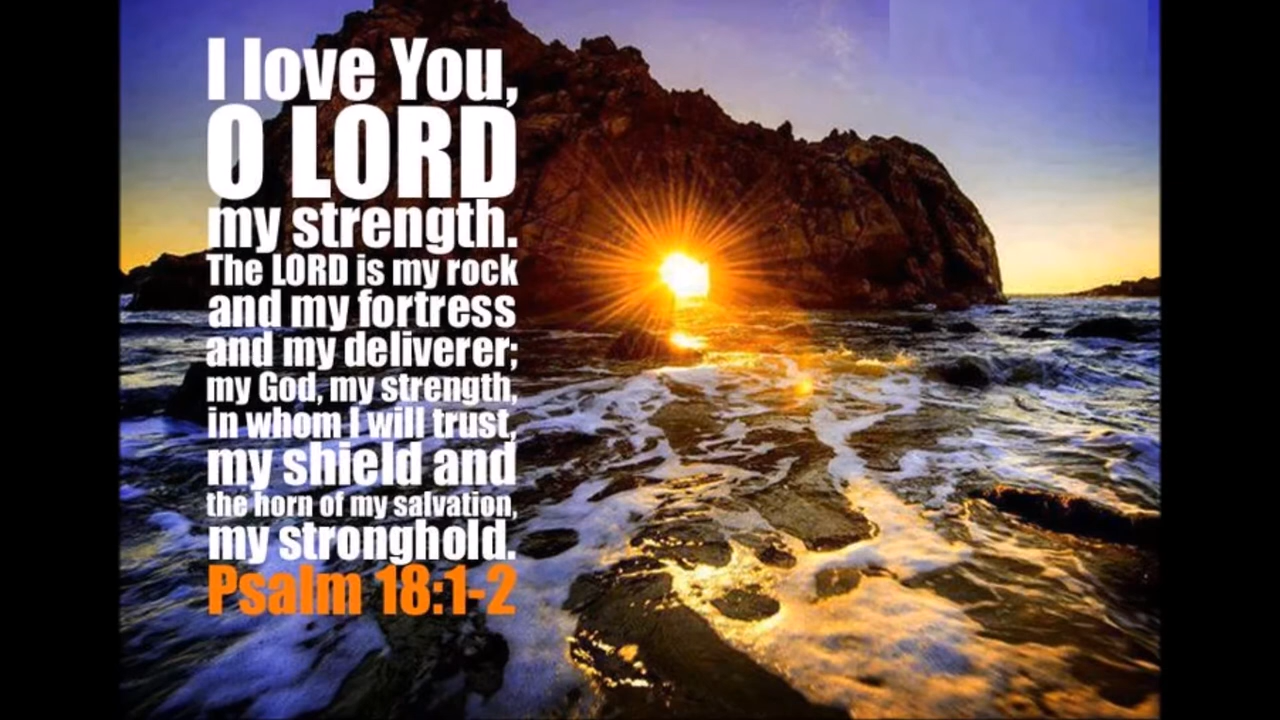 I love You,
O LORD
my strength.
The LORD is my rock
and my fortress
and my deliverer;
my God, my strength,
in whom I will trust,
my shield and
the horn of my salvation,
my stronghold.
Psalm 18:1-2